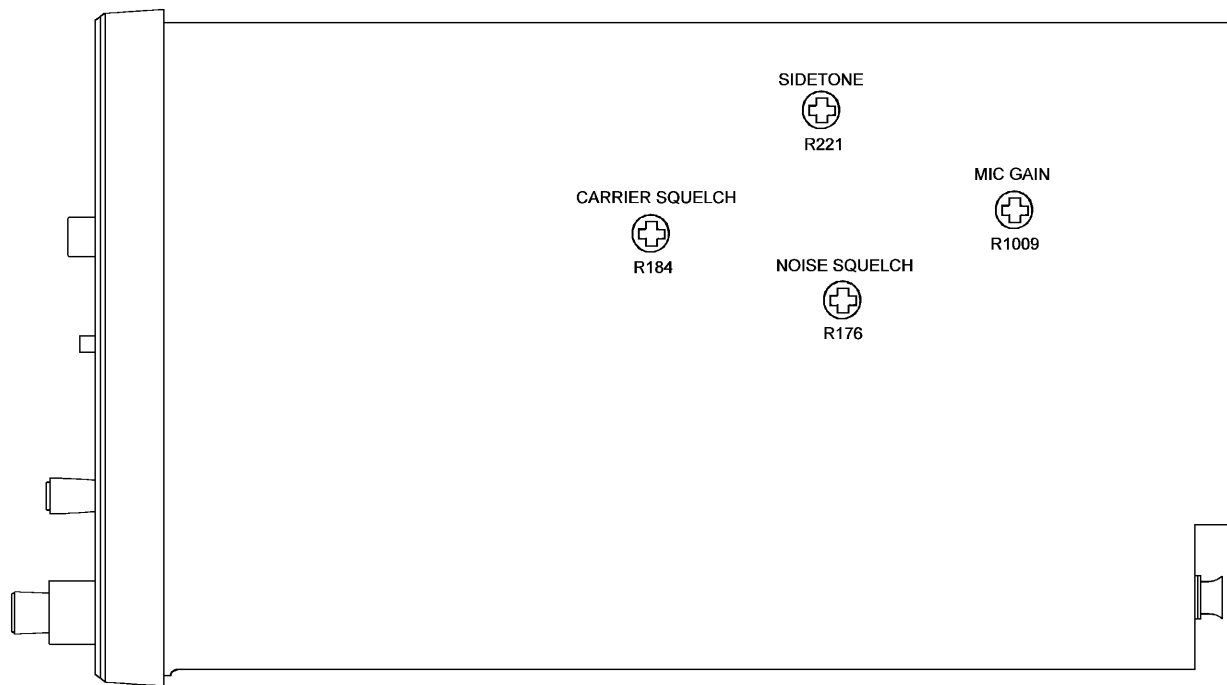 SIDETONE
R221
MIC GAIN
R1009
CARRIER SQUELCH
R184
NOISE SQUELCH
R176